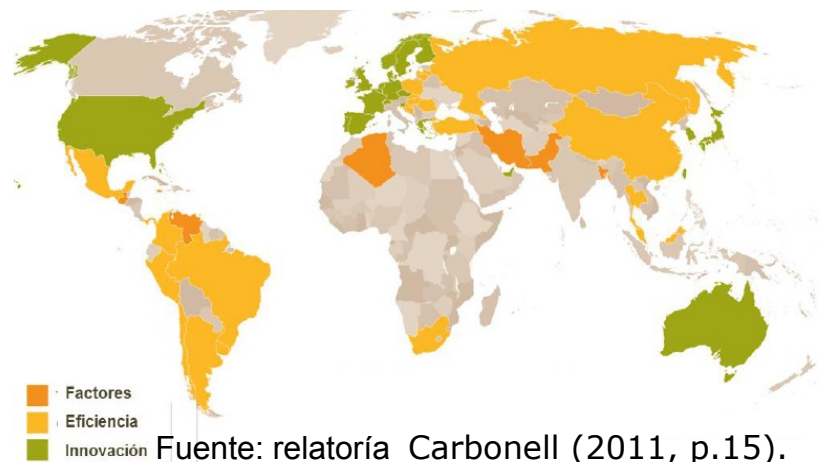 Factores
Eficiencia
Innovación
Fuente: relatoría Carbonell (2011, p.15).